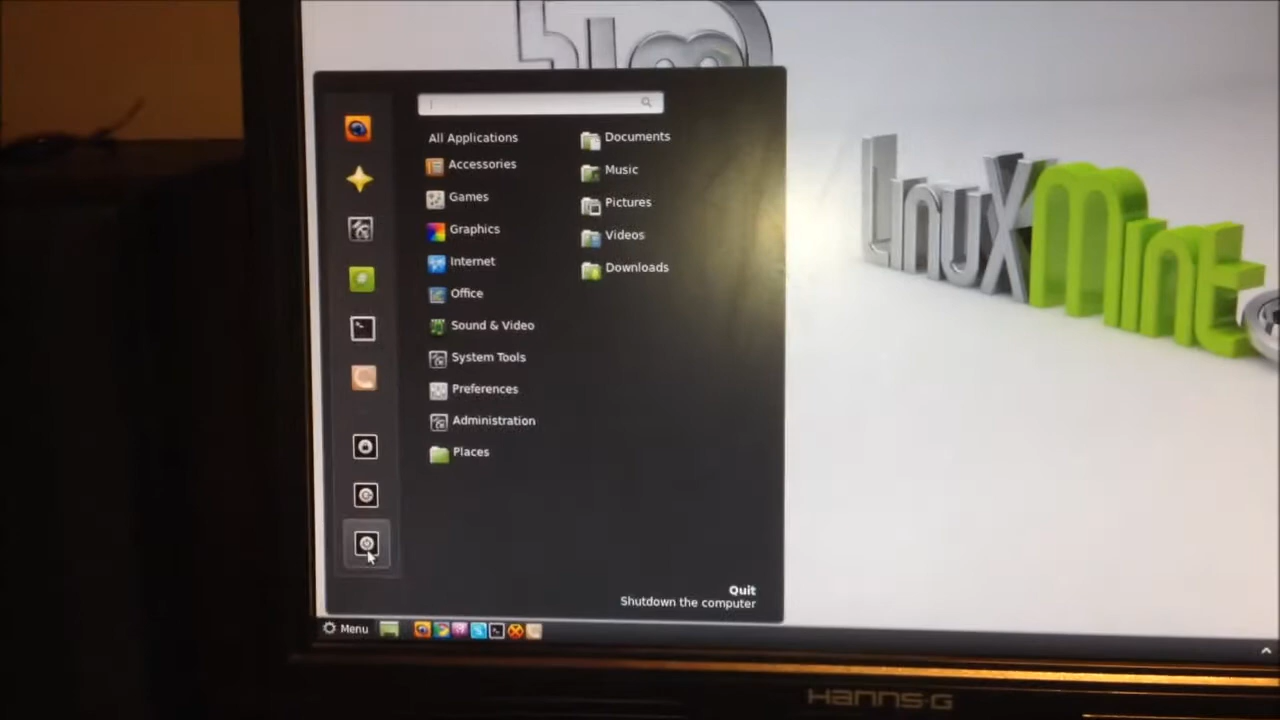 All Applications
Accessories
Games
Graphics
Internet
Office
Sound & Video
System Tools
Preferences
Administration
Places
Documents
Music
Pictures
Videos
Downloads
LinuxMint
Quit
Shutdown the computer
Menu
Hanns·G